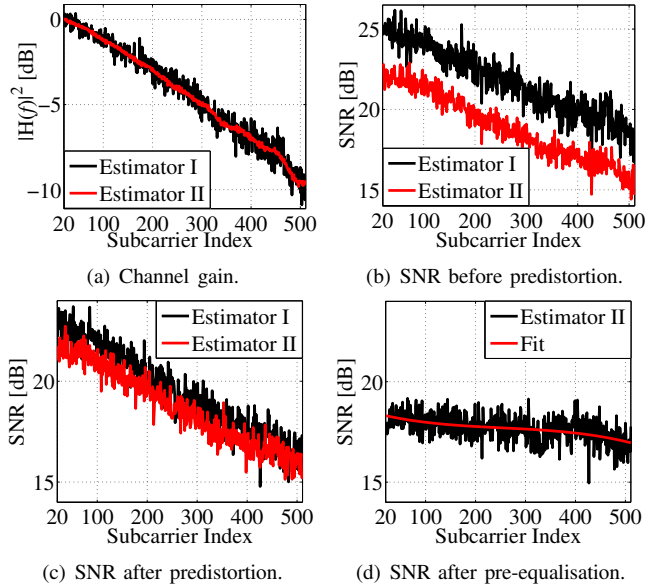 0
−5
−10
|H(f)|² [dB]
Estimator I
Estimator II
20 100 200 300 400 500
Subcarrier Index
(a) Channel gain.
25
20
15
SNR [dB]
Estimator I
Estimator II
20 100 200 300 400 500
Subcarrier Index
(b) SNR before predistortion.
20
15
SNR [dB]
Estimator I
Estimator II
20 100 200 300 400 500
Subcarrier Index
(c) SNR after predistortion.
20
15
SNR [dB]
Estimator II
Fit
20 100 200 300 400 500
Subcarrier Index
(d) SNR after pre-equalisation.